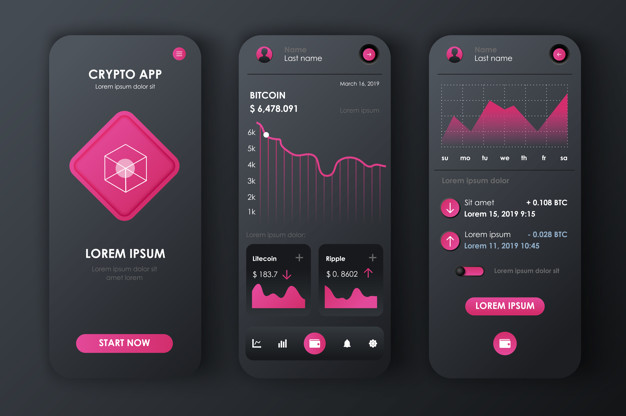 CRYPTO APP
Lorem ipsum dolor sit
LOREM IPSUM
Lorem ipsum dolor sit
amet lorem
START NOW
Name
Last name
March 16, 2019
BITCOIN
$ 6,478.091
Lorem ipsum
6k
5k
4k
3k
2k
1k
Lorem ipsum dolori
Litecoin +
$ 183.7
Ripple +
$ 0. 8602
Name
Last name
su mo tu we th fr sa
Lorem ipsum dolor
Sit amet + 0.108 BTC
Lorem 15, 2019 9:15
Lorem ipsum - 0.028 BTC
Lorem 11, 2019 10:45
Lorem ipsum dolor sit
LOREM IPSUM